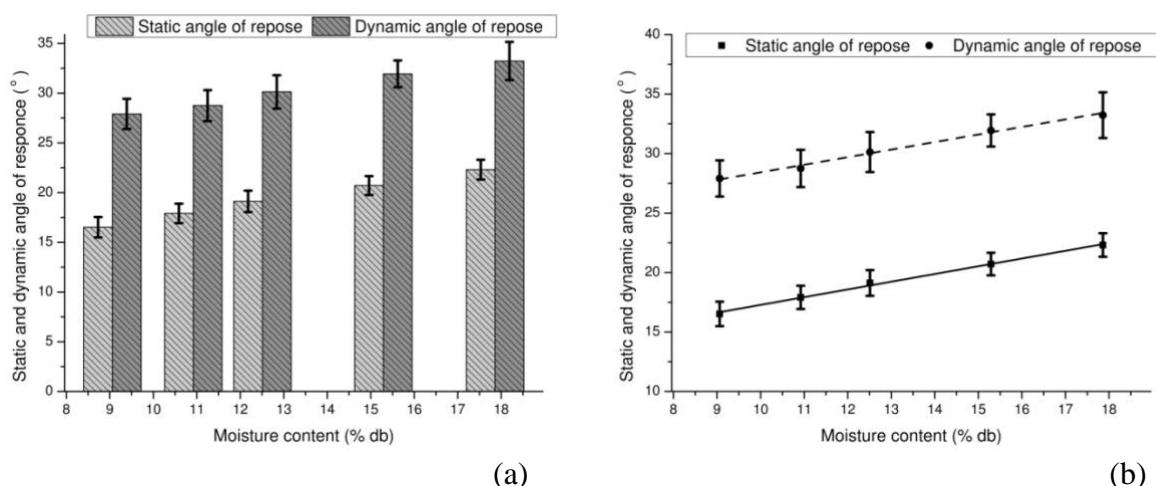 Static angle of repose Dynamic angle of repose
35
30
25
20
15
10
5
0
Static and dynamic angle of responce (°)
8 9 10 11 12 13 14 15 16 17 18
Moisture content (% db)
(a)
Static angle of repose Dynamic angle of repose
40
35
30
25
20
15
10
Static and dynamic angle of repose (°)
8 9 10 11 12 13 14 15 16 17 18
Moisture content (% db)
(b)